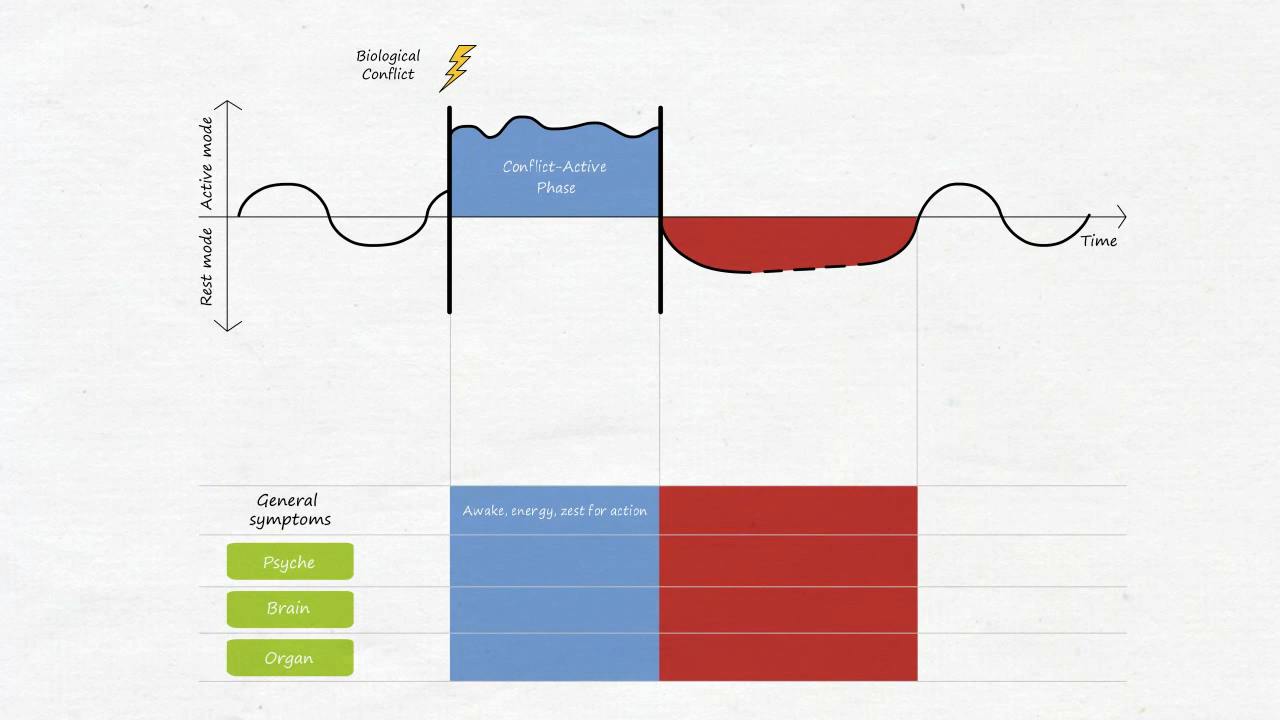 Biological
Conflict
Active mode
Rest mode
Conflict-Active
Phase
Time
General
symptoms
Awake, energy, zest for action
Psyche
Brain
Organ